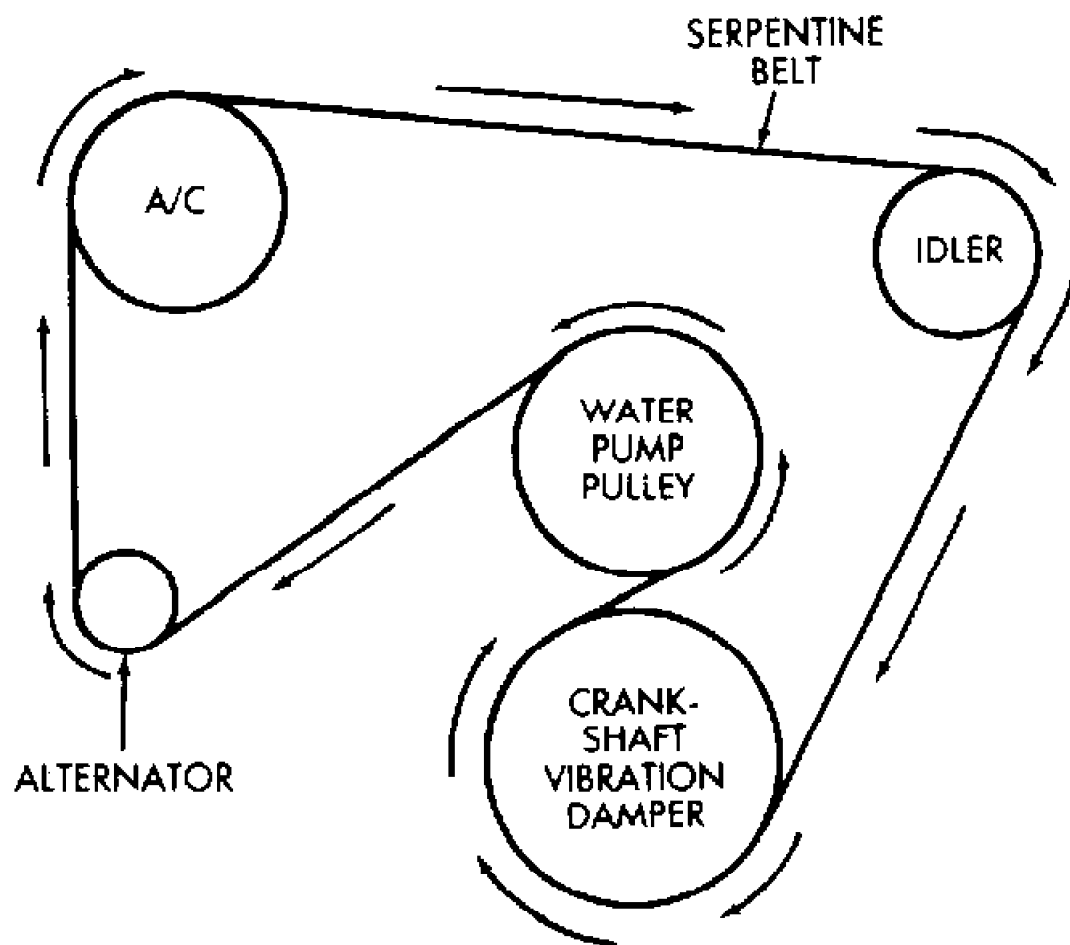 SERPENTINE
BELT
A/C
IDLER
WATER
PUMP
PULLEY
CRANK-
SHAFT
VIBRATION
DAMPER
ALTERNATOR